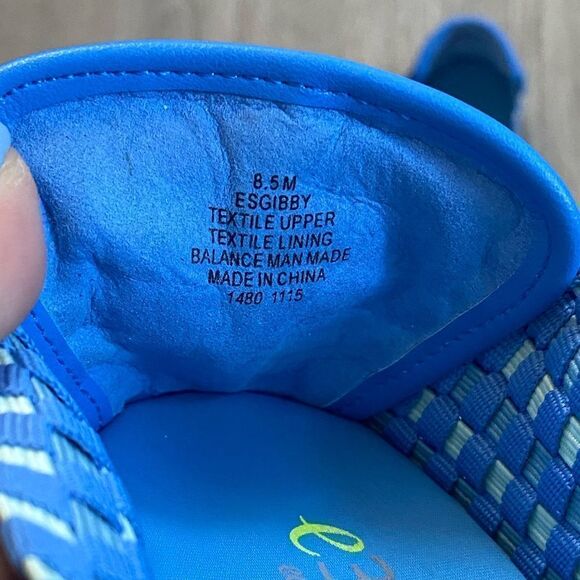 8.5 M
ESGIBBY
TEXTILE UPPER
TEXTILE LINING
BALANCE MAN MADE
MADE IN CHINA
1480 1115
e